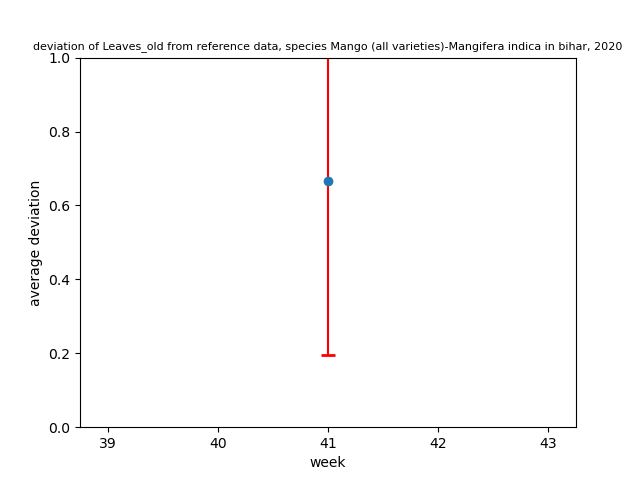 deviation of Leaves_old from reference data, species Mango (all varieties)-Mangifera indica in bihar, 2020
1.0
0.8
0.6
0.4
0.2
0.0
average deviation
39 40 41 42 43
week